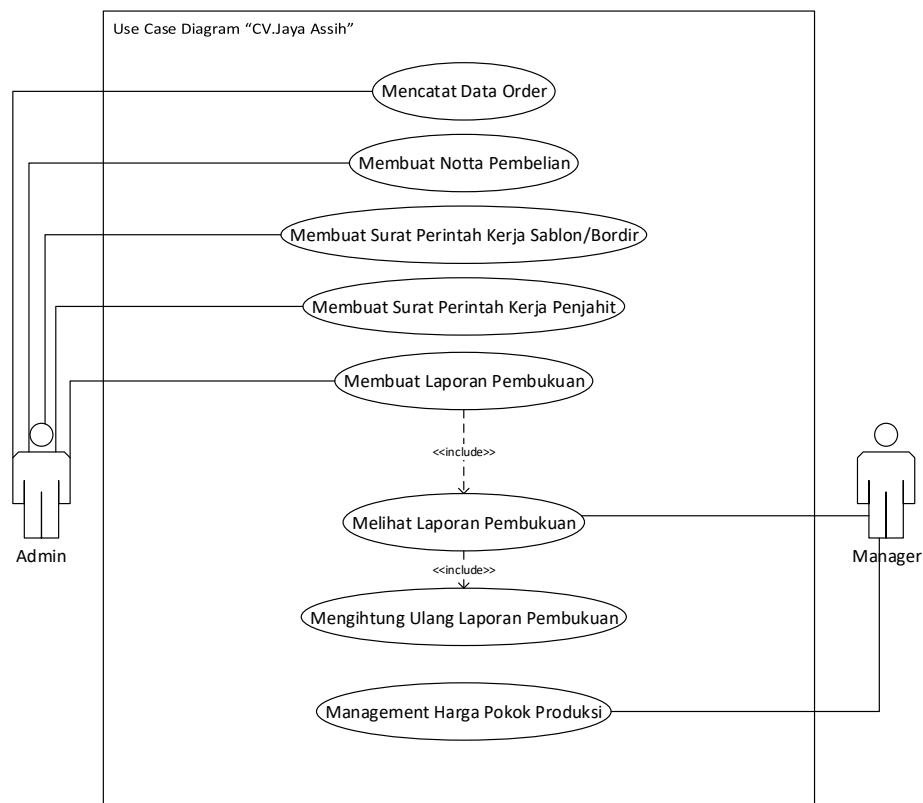 Use Case Diagram “CV.Jaya Assih”
Mencatat Data Order
Membuat Notta Pembelian
Membuat Surat Perintah Kerja Sablon/Bordir
Membuat Surat Perintah Kerja Penjahit
Membuat Laporan Pembukuan
<<include>>
Melihat Laporan Pembukuan
Admin
Manager
<<include>>
Mengihtung Ulang Laporan Pembukuan
Management Harga Pokok Produksi